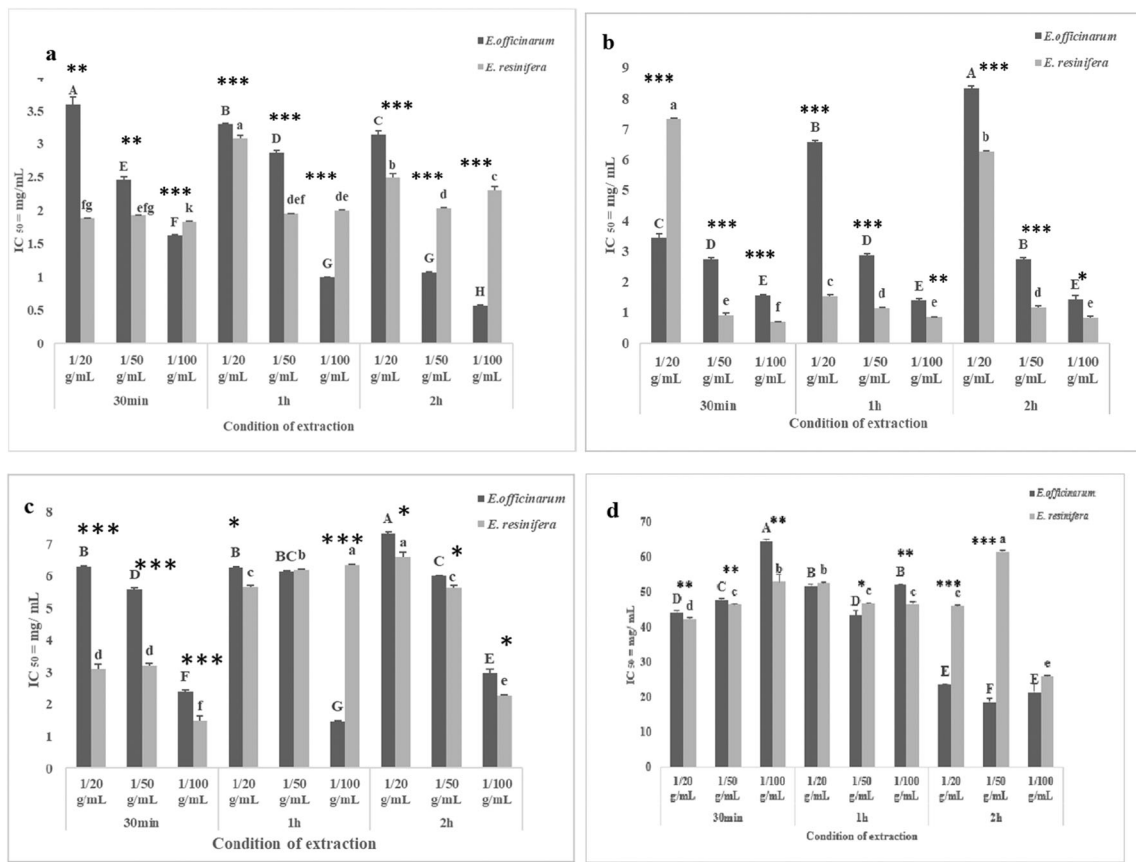 a
E.officinarum
E. resinifera
**
***
***
A
**
B
a
***
C
***
4
3.5
3
2.5
2
1.5
1
0.5
0
IC 50 = mg/ mL
fg
E
efg
***
F
k
D
def
***
G
de
b
***
G
d
c
H
1/20 g/mL
1/50 g/mL
1/100 g/mL
1/20 g/mL
1/50 g/mL
1/100 g/mL
1/20 g/mL
1/50 g/mL
1/100 g/mL
30min
1h
2h
Condition of extraction
b
E.officinarum
E. resinifera
9
8
7
6
5
4
3
2
1
0
IC 50 = mg/ mL
***
C
a
***
D
e
***
E
f
***
B
c
***
D
d
**
E
e
A
***
b
***
B
d
*
E
e
1/20 g/mL
1/50 g/mL
1/100 g/mL
1/20 g/mL
1/50 g/mL
1/100 g/mL
1/20 g/mL
1/50 g/mL
1/100 g/mL
30min
1h
2h
Condition of extraction
c
E.officinarum
E. resinifera
8
7
6
5
4
3
2
1
0
IC 50 = mg/ mL
***
B
d
***
D
d
***
F
f
*
B
c
BC
b
***
G
a
A
*
a
C
*
c
*
E
e
1/20 g/mL
1/50 g/mL
1/100 g/mL
1/20 g/mL
1/50 g/mL
1/100 g/mL
1/20 g/mL
1/50 g/mL
1/100 g/mL
30min
1h
2h
Condition of extraction
d
E.officinarum
E. resinifera
70
60
50
40
30
20
10
0
IC 50 = mg/ mL
**
D
d
**
C
c
A
**
b
B
b
*
D
c
**
B
c
***
E
c
***
F
a
E
e
1/20 g/mL
1/50 g/mL
1/100 g/mL
1/20 g/mL
1/50 g/mL
1/100 g/mL
1/20 g/mL
1/50 g/mL
1/100 g/mL
30min
1h
2h
Condition of extraction